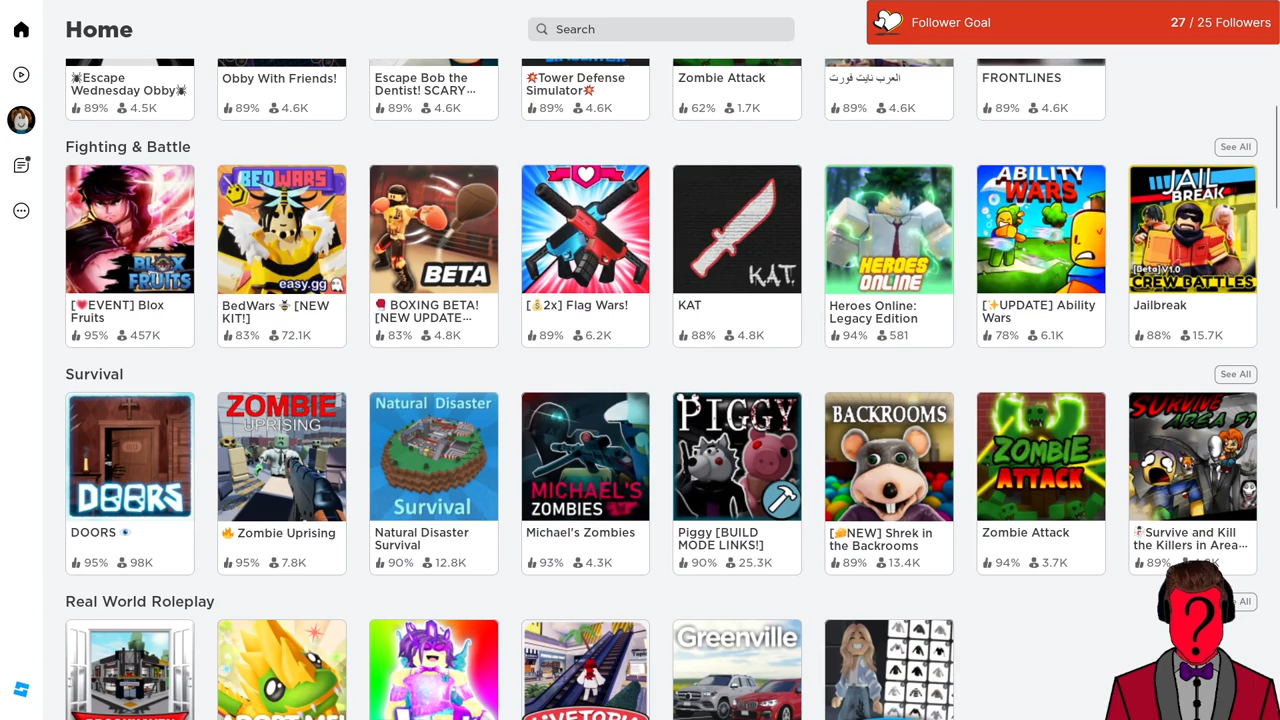 Home
Search
Follower Goal
27 / 25 Followers
🕷Escape
Wednesday Obby🕷
89% 4.5K
Obby With Friends!
89% 4.6K
Escape Bob the
Dentist! SCARY...
89% 4.6K
💥Tower Defense
Simulator💥
89% 4.6K
Zombie Attack
62% 1.7K
العرب نايت فورت
89% 4.6K
FRONTLINES
89% 4.6K
Fighting & Battle
See All
BLOX
FRUITS
BEDWARS
easy.gg
BETA
KAT.
HEROES
ONLINE
ABILITY
WARS
JAIL
BREAK
[Beta] V1.0
CREW BATTLES
[💗EVENT] Blox
Fruits
95% 457K
BedWars 🐝 [NEW
KIT!]
83% 72.1K
🥊 BOXING BETA!
[NEW UPDATE...
83% 4.8K
[💰2x] Flag Wars!
89% 6.2K
KAT
88% 4.8K
Heroes Online:
Legacy Edition
94% 581
[✨UPDATE] Ability
Wars
78% 6.1K
Jailbreak
88% 15.7K
Survival
See All
DOORS
ZOMBIE
UPRISING
Natural Disaster
Survival
MICHAEL'S
ZOMBIES
PIGGY
BACKROOMS
ZOMBIE
ATTACK
SURVIVE
AREA 51
DOORS 👁
95% 98K
🔥 Zombie Uprising
95% 7.8K
Natural Disaster
Survival
90% 12.8K
Michael's Zombies
93% 4.3K
Piggy [BUILD
MODE LINKS!]
90% 25.3K
[🧀NEW] Shrek in
the Backrooms
89% 13.4K
Zombie Attack
94% 3.7K
Survive and Kill
the Killers in Area...
89%
Real World Roleplay
All
?
BROOKHAVEN
ADOPT ME!
LIVETOPIA
Greenville